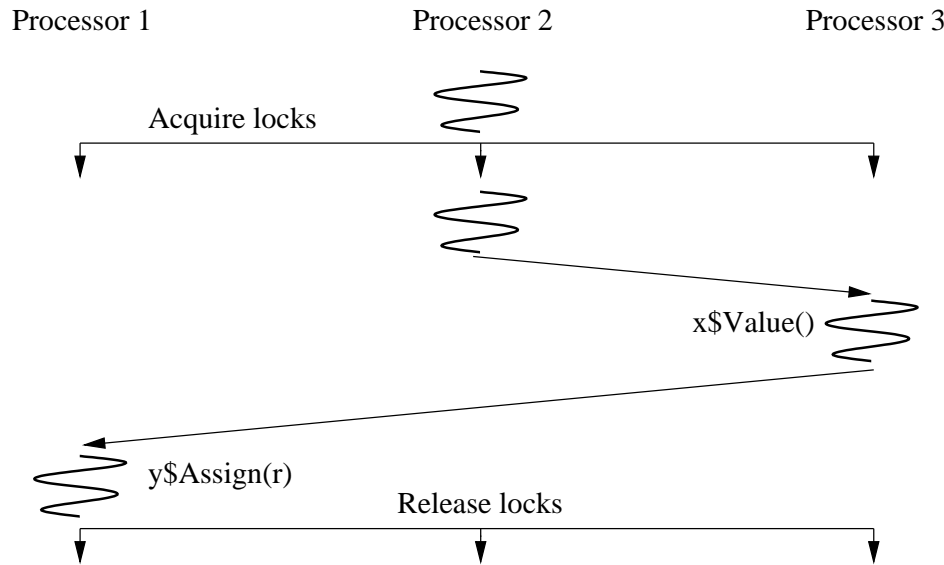 Processor 1
Processor 2
Processor 3
Acquire locks
x$Value()
y$Assign(r)
Release locks